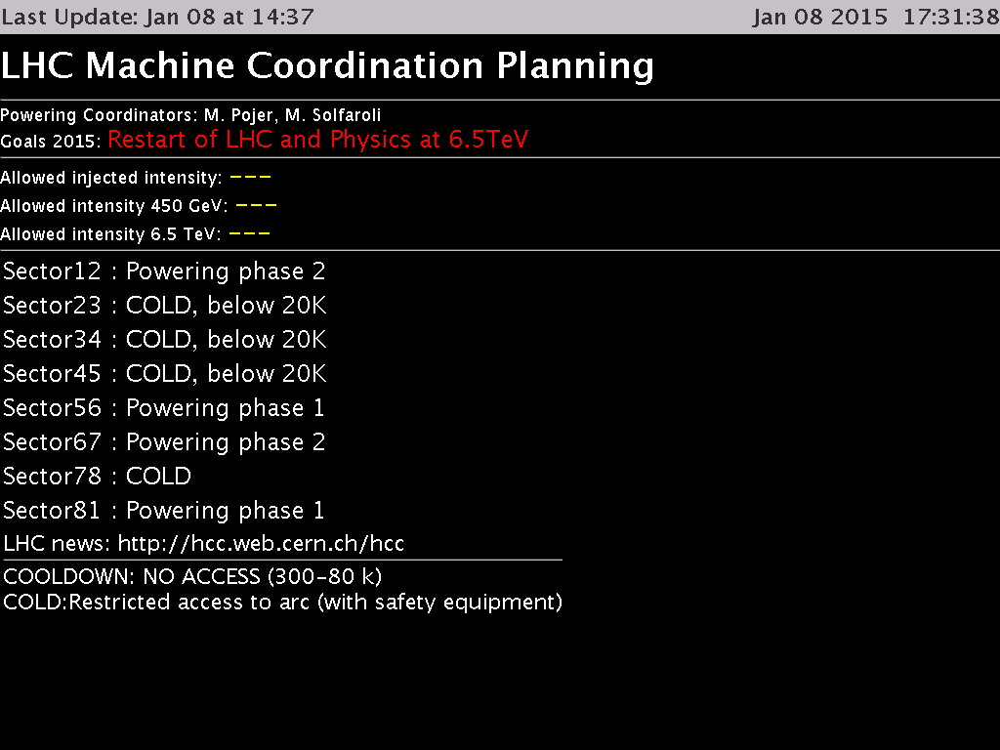 Last Update: Jan 08 at 14:37 Jan 08 2015 17:31:38
LHC Machine Coordination Planning
Powering Coordinators: M. Pojer, M. Solfaroli
Goals 2015: Restart of LHC and Physics at 6.5TeV
Allowed injected intensity: ---
Allowed intensity 450 GeV: ---
Allowed intensity 6.5 TeV: ---
Sector12 : Powering phase 2
Sector23 : COLD, below 20K
Sector34 : COLD, below 20K
Sector45 : COLD, below 20K
Sector56 : Powering phase 1
Sector67 : Powering phase 2
Sector78 : COLD
Sector81 : Powering phase 1
LHC news: http://hcc.web.cern.ch/hcc
COOLDOWN: NO ACCESS (300-80 k)
COLD:Restricted access to arc (with safety equipment)